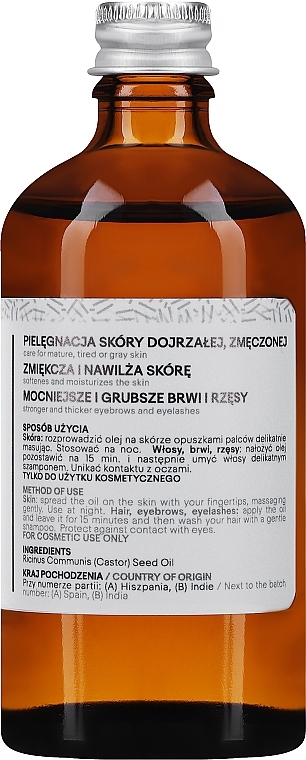 PIELĘGNACJA SKÓRY DOJRZAŁEJ, ZMĘCZONEJ
care for mature, tired or gray skin
ZMIĘKCZA I NAWILŻA SKÓRĘ
softenes and moisturizes the skin
MOCNIEJSZE I GRUBSZE BRWI I RZĘSY
stronger and thicker eyebrows and eyelashes
SPOSÓB UŻYCIA
Skóra: rozprowadzić olej na skórze opuszkami palców delikatnie
masując. Stosować na noc. Włosy, brwi, rzęsy: nałożyć olej
pozostawić na 15 min. i następnie umyć włosy delikatnym
szamponem. Unikać kontaktu z oczami.
TYLKO DO UŻYTKU KOSMETYCZNEGO
METHOD OF USE
Skin: spread the oil on the skin with your fingertips, massaging
gently. Use at night. Hair, eyebrows, eyelashes: apply the oil
and leave it for 15 minutes and then wash your hair with a gentle
shampoo. Protect against contact with eyes.
FOR COSMETIC USE ONLY
INGREDIENTS
Ricinus Communis (Castor) Seed Oil
KRAJ POCHODZENIA / COUNTRY OF ORIGIN
Przy numerze partii; (A) Hiszpania, (B) Indie / Next to the batch
number: (A) Spain, (B) India